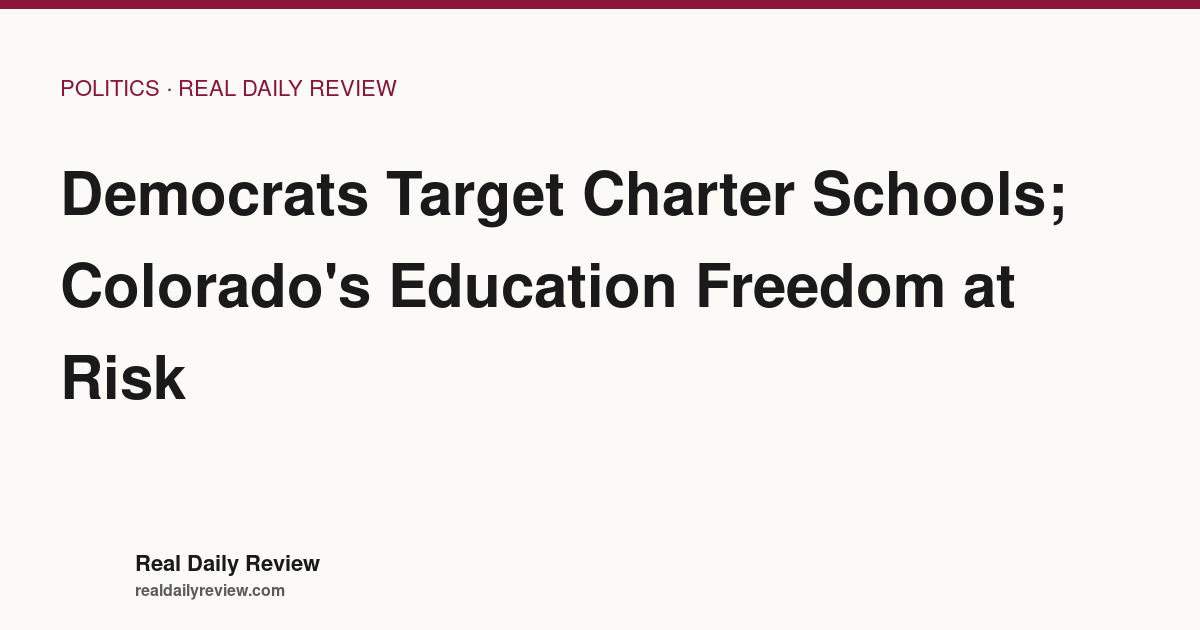 POLITICS · REAL DAILY REVIEW
Democrats Target Charter Schools;
Colorado's Education Freedom at
Risk
Real Daily Review
realdailyreview.com